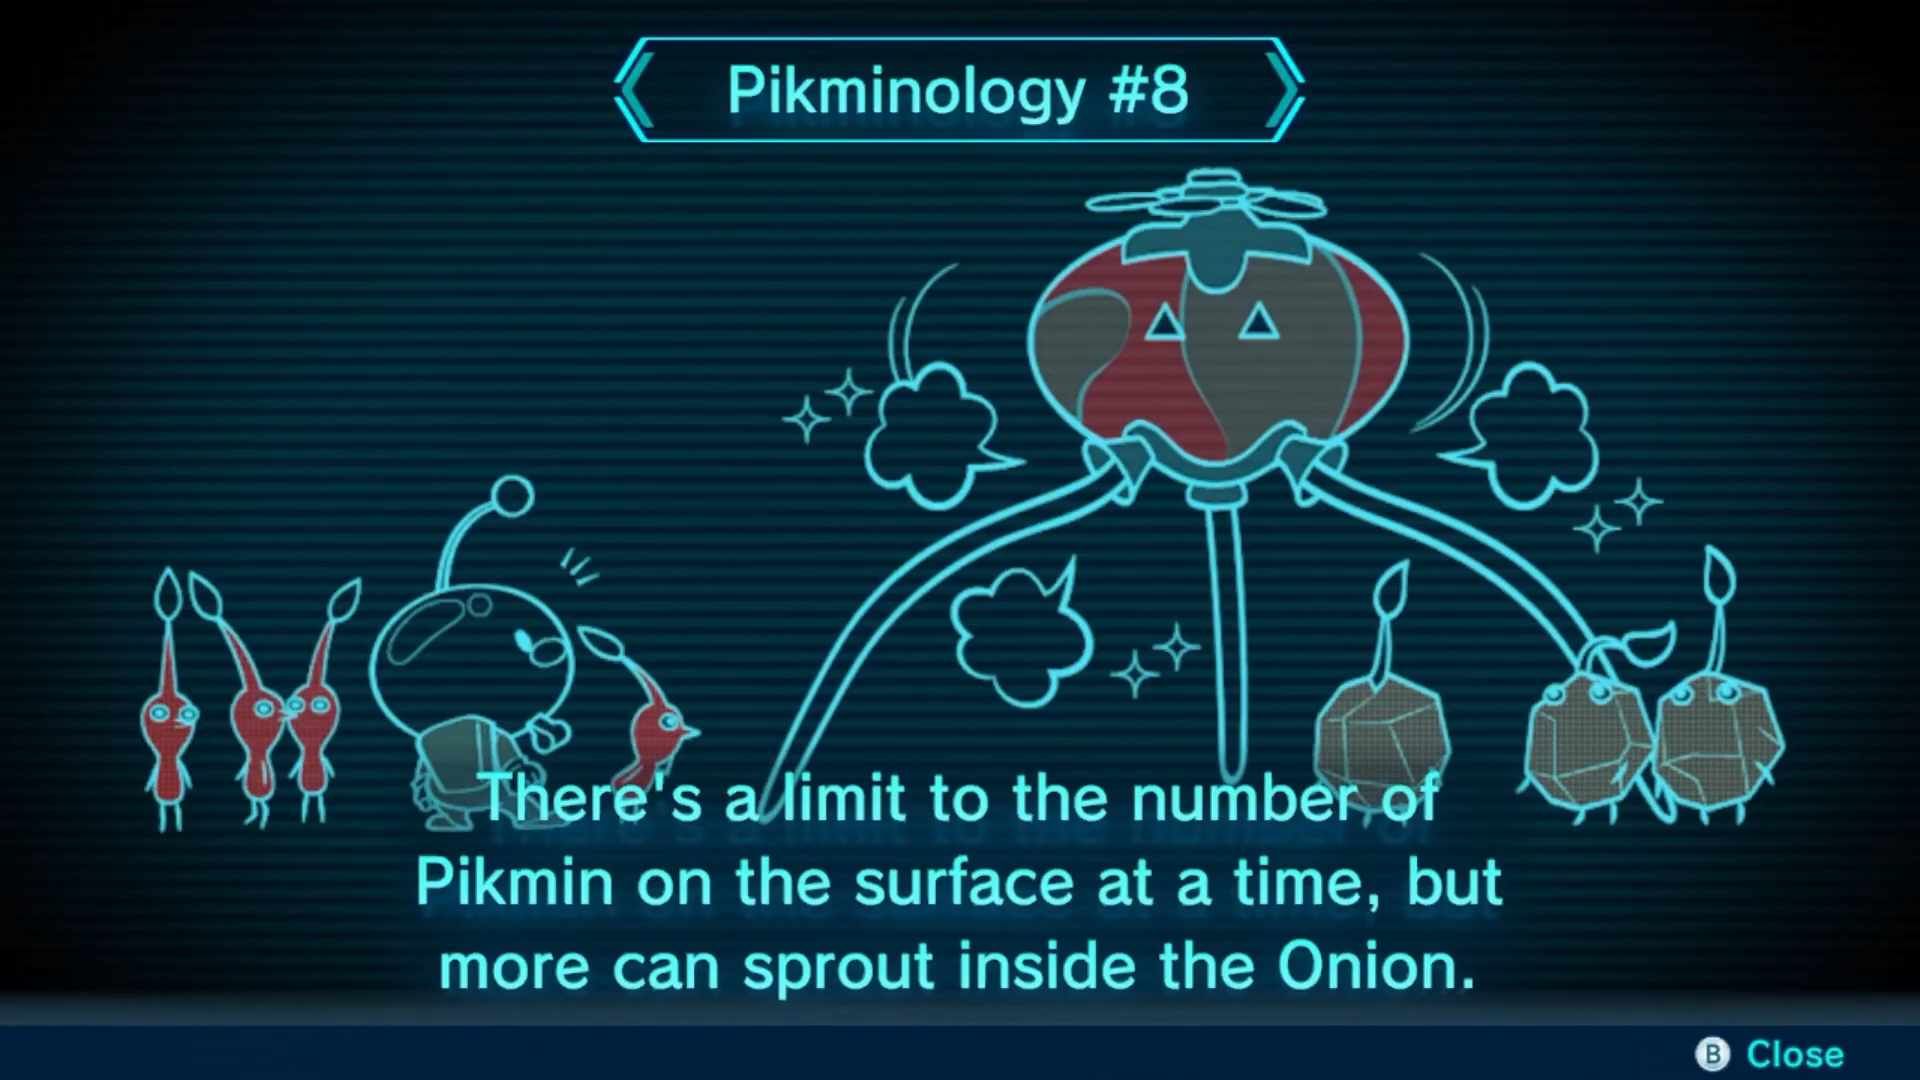 Pikminology #8
There's a limit to the number of
Pikmin on the surface at a time, but
more can sprout inside the Onion.
B Close